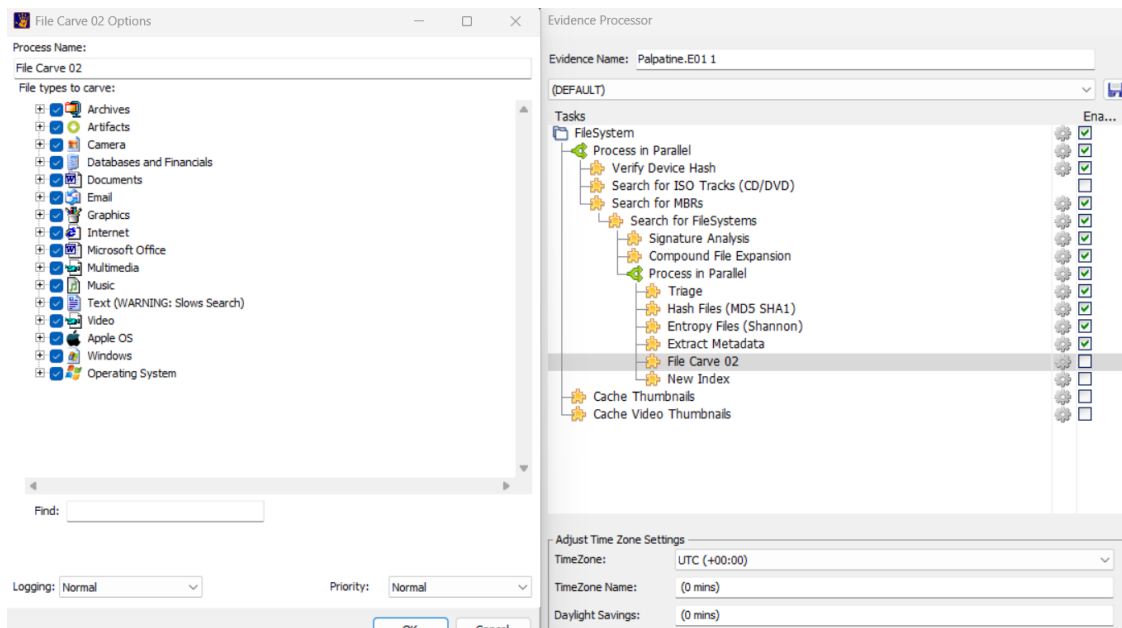 File Carve 02 Options
Process Name:
File Carve 02
File types to carve:
Archives
Artifacts
Camera
Databases and Financials
Documents
Email
Graphics
Internet
Microsoft Office
Multimedia
Music
Text (WARNING: Slows Search)
Video
Apple OS
Windows
Operating System
Find:
Logging: Normal
Priority: Normal
Evidence Processor
Evidence Name: Palpatine.E01 1
(DEFAULT)
Tasks Ena...
FileSystem
Process in Parallel
Verify Device Hash
Search for ISO Tracks (CD/DVD)
Search for MBRs
Search for FileSystems
Signature Analysis
Compound File Expansion
Process in Parallel
Triage
Hash Files (MD5 SHA1)
Entropy Files (Shannon)
Extract Metadata
File Carve 02
New Index
Cache Thumbnails
Cache Video Thumbnails
Adjust Time Zone Settings
TimeZone: UTC (+00:00)
TimeZone Name: (0 mins)
Daylight Savings: (0 mins)